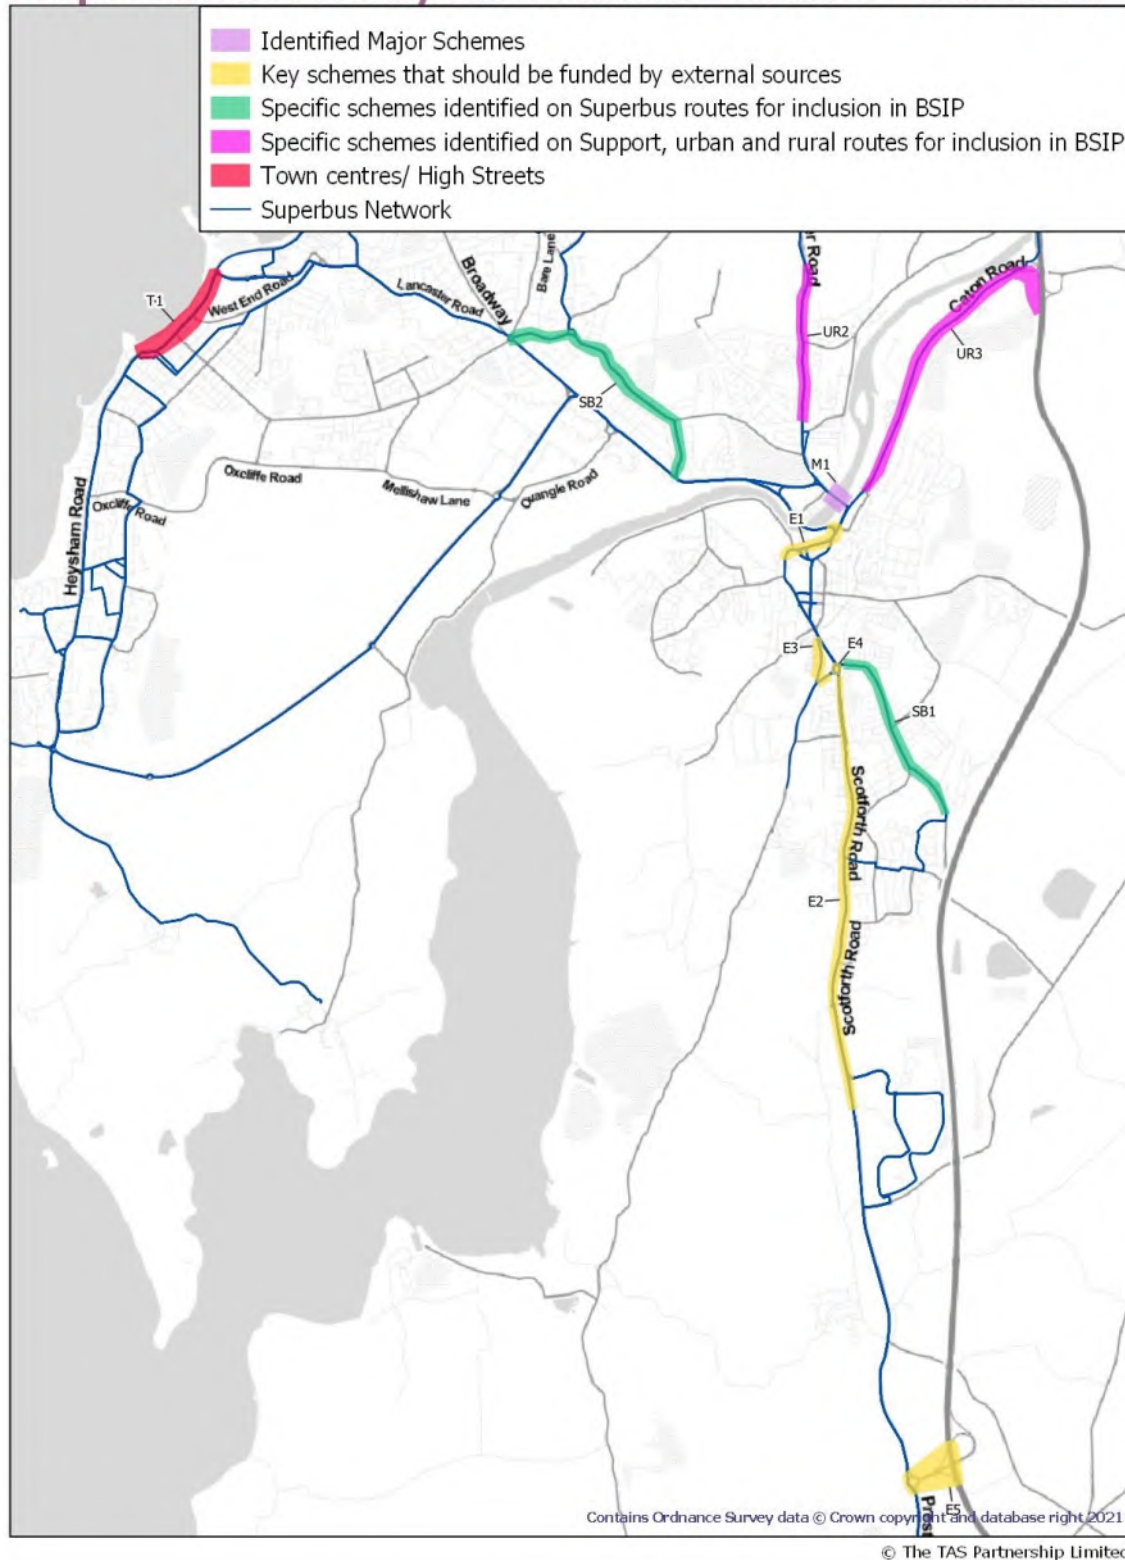 Identified Major Schemes
Key schemes that should be funded by external sources
Specific schemes identified on Superbus routes for inclusion in BSIP
Specific schemes identified on Support, urban and rural routes for inclusion in BSIP
Town centres/ High Streets
Superbus Network
er Road
Caton Road
Bare Lane
Broadway
Lancaster Road
West End Road
T-1
UR2
UR3
SB2
M1
Oxcliffe Road
Mellishaw Lane
Ovangle Road
Oxcliffe Road
Heysham Road
E1
E3
E4
SB1
Scotforth Road
E2
Scotforth Road
Prest
E5
Contains Ordnance Survey data © Crown copyright and database right 2021
© The TAS Partnership Limited